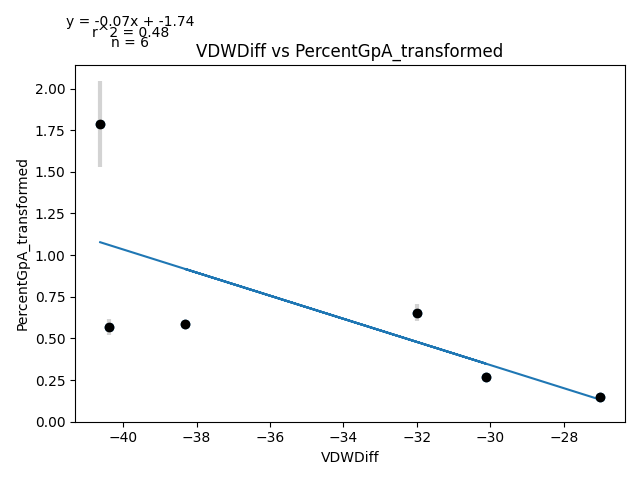 y = -0.07x + -1.74
r^2 = 0.48
n = 6
VDWDiff vs PercentGpA_transformed
2.00
1.75
1.50
1.25
1.00
0.75
0.50
0.25
0.00
PercentGpA_transformed
−40
−38
−36
−34
−32
−30
−28
VDWDiff